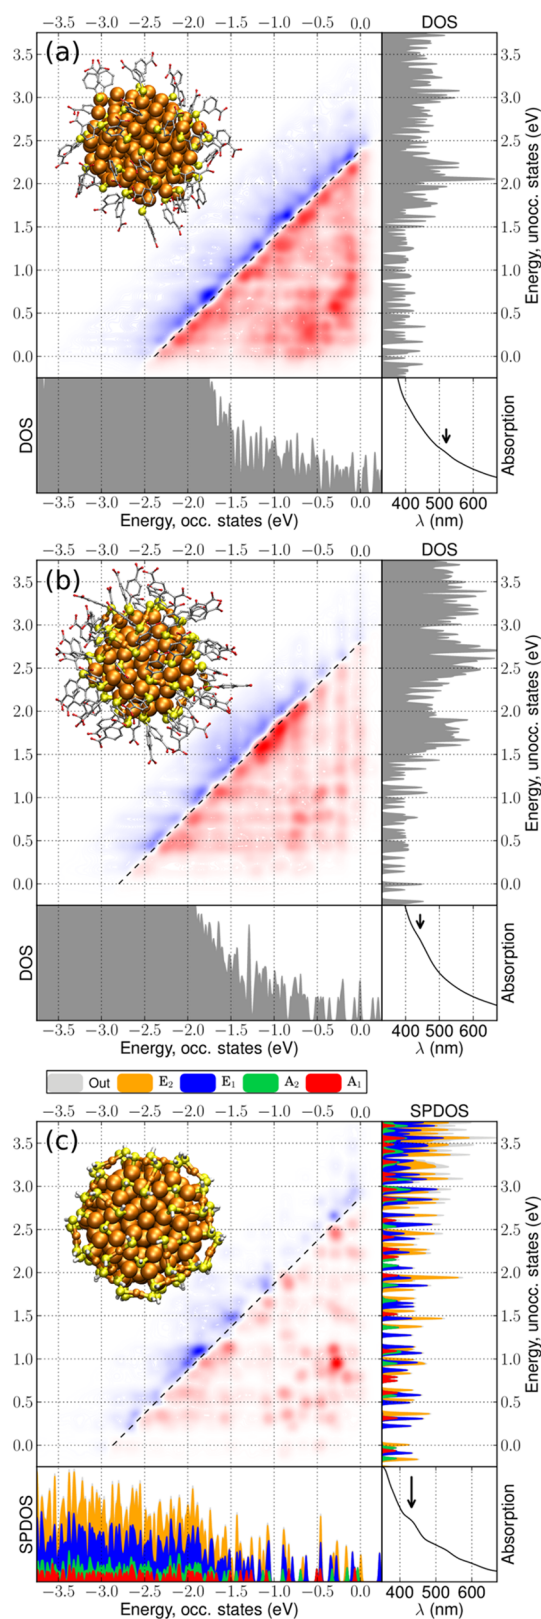 −3.5 −3.0 −2.5 −2.0 −1.5 −1.0 −0.5 0.0 DOS
(a)
3.5
3.0
2.5
2.0
1.5
1.0
0.5
0.0
Energy, unocc. states (eV)
DOS
Absorption
−3.5 −3.0 −2.5 −2.0 −1.5 −1.0 −0.5 0.0 400 500 600
Energy, occ. states (eV) λ (nm)
−3.5 −3.0 −2.5 −2.0 −1.5 −1.0 −0.5 0.0 DOS
(b)
3.5
3.0
2.5
2.0
1.5
1.0
0.5
0.0
Energy, unocc. states (eV)
DOS
Absorption
−3.5 −3.0 −2.5 −2.0 −1.5 −1.0 −0.5 0.0 400 500 600
Energy, occ. states (eV) λ (nm)
Out E2 E1 A2 A1
−3.5 −3.0 −2.5 −2.0 −1.5 −1.0 −0.5 0.0 SPDOS
(c)
3.5
3.0
2.5
2.0
1.5
1.0
0.5
0.0
Energy, unocc. states (eV)
SPDOS
Absorption
−3.5 −3.0 −2.5 −2.0 −1.5 −1.0 −0.5 0.0 400 500 600
Energy, occ. states (eV) λ (nm)